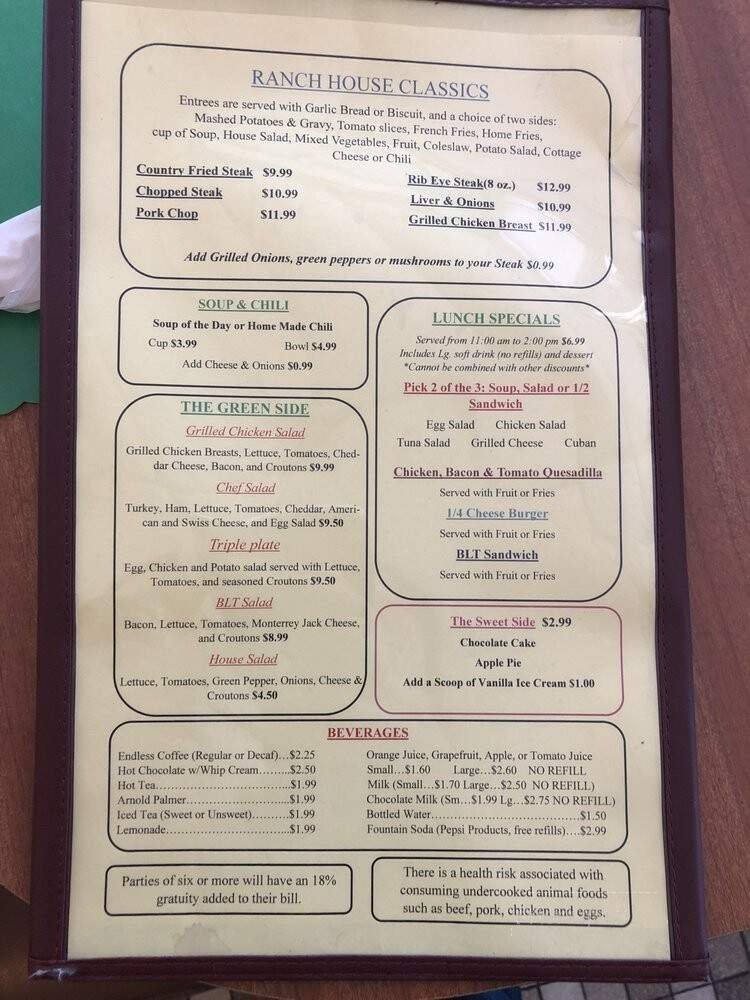 RANCH HOUSE CLASSICS
Entrees are served with Garlic Bread or Biscuit, and a choice of two sides:
Mashed Potatoes & Gravy, Tomato slices, French Fries, Home Fries,
cup of Soup, House Salad, Mixed Vegetables, Fruit, Coleslaw, Potato Salad, Cottage
Cheese or Chili
Country Fried Steak $9.99
Chopped Steak $10.99
Pork Chop $11.99
Rib Eye Steak(8 oz.) $12.99
Liver & Onions $10.99
Grilled Chicken Breast $11.99
Add Grilled Onions, green peppers or mushrooms to your Steak $0.99
SOUP & CHILI
Soup of the Day or Home Made Chili
Cup $3.99 Bowl $4.99
Add Cheese & Onions $0.99
THE GREEN SIDE
Grilled Chicken Salad
Grilled Chicken Breasts, Lettuce, Tomatoes, Ched-
dar Cheese, Bacon, and Croutons $9.99
Chef Salad
Turkey, Ham, Lettuce, Tomatoes, Cheddar, Ameri-
can and Swiss Cheese, and Egg Salad $9.50
Triple plate
Egg, Chicken and Potato salad served with Lettuce,
Tomatoes, and seasoned Croutons $9.50
BLT Salad
Bacon, Lettuce, Tomatoes, Monterrey Jack Cheese,
and Croutons $8.99
House Salad
Lettuce, Tomatoes, Green Pepper, Onions, Cheese &
Croutons $4.50
LUNCH SPECIALS
Served from 11:00 am to 2:00 pm $6.99
Includes Lg. soft drink (no refills) and dessert
*Cannot be combined with other discounts*
Pick 2 of the 3: Soup, Salad or 1/2
Sandwich
Egg Salad Chicken Salad
Tuna Salad Grilled Cheese Cuban
Chicken, Bacon & Tomato Quesadilla
Served with Fruit or Fries
1/4 Cheese Burger
Served with Fruit or Fries
BLT Sandwich
Served with Fruit or Fries
The Sweet Side $2.99
Chocolate Cake
Apple Pie
Add a Scoop of Vanilla Ice Cream $1.00
BEVERAGES
Endless Coffee (Regular or Decaf)...$2.25
Hot Chocolate w/Whip Cream.........$2.50
Hot Tea.....................................$1.99
Arnold Palmer............................$1.99
Iced Tea (Sweet or Unsweet)..........$1.99
Lemonade.................................$1.99
Orange Juice, Grapefruit, Apple, or Tomato Juice
Small...$1.60 Large...$2.60 NO REFILL
Milk (Small...$1.70 Large...$2.50 NO REFILL)
Chocolate Milk (Sm...$1.99 Lg...$2.75 NO REFILL)
Bottled Water.......................................$1.50
Fountain Soda (Pepsi Products, free refills)....$2.99
Parties of six or more will have an 18%
gratuity added to their bill.
There is a health risk associated with
consuming undercooked animal foods
such as beef, pork, chicken and eggs.